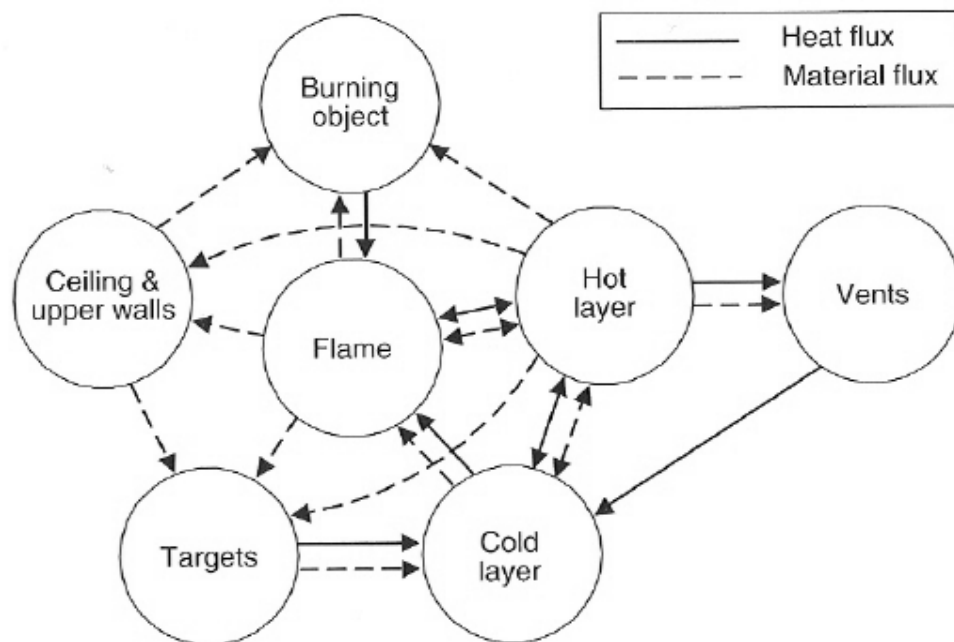 Heat flux
Material flux
Burning
object
Ceiling &
upper walls
Flame
Hot
layer
Vents
Targets
Cold
layer